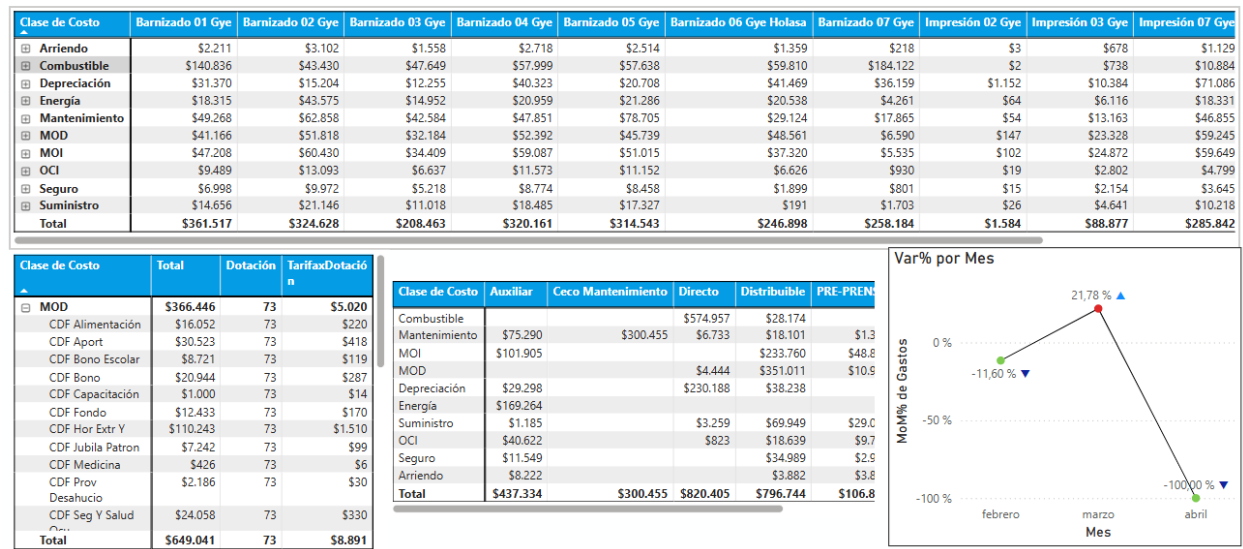 Clase de Costo Barnizado 01 Gye Barnizado 02 Gye Barnizado 03 Gye Barnizado 04 Gye Barnizado 05 Gye Barnizado 06 Gye Holasa Barnizado 07 Gye Impresión 02 Gye Impresión 03 Gye Impresión 07 Gye
Arriendo $2.211 $3.102 $1.558 $2.718 $2.514 $1.359 $218 $3 $678 $1.129
Combustible $140.836 $43.430 $47.649 $57.999 $57.638 $59.810 $184.122 $2 $738 $10.884
Depreciación $31.370 $15.204 $12.255 $40.323 $20.708 $41.469 $36.159 $1.152 $10.384 $71.086
Energía $18.315 $43.575 $14.952 $20.959 $21.286 $20.538 $4.261 $64 $6.116 $18.331
Mantenimiento $49.268 $62.858 $42.584 $47.851 $78.705 $29.124 $17.865 $54 $13.163 $46.855
MOD $41.166 $51.818 $32.184 $52.392 $45.739 $48.561 $6.590 $147 $23.328 $59.245
MOI $47.208 $60.430 $34.409 $59.087 $51.015 $37.320 $5.535 $102 $24.872 $59.649
OCI $9.489 $13.093 $6.637 $11.573 $11.152 $6.626 $930 $19 $2.802 $4.799
Seguro $6.998 $9.972 $5.218 $8.774 $8.458 $1.899 $801 $15 $2.154 $3.645
Suministro $14.656 $21.146 $11.018 $18.485 $17.327 $191 $1.703 $26 $4.641 $10.218
Total $361.517 $324.628 $208.463 $320.161 $314.543 $246.898 $258.184 $1.584 $88.877 $285.842
Clase de Costo Total Dotación TarifaxDotació
n
MOD $366.446 73 $5.020
CDF Alimentación $16.052 73 $220
CDF Aport $30.523 73 $418
CDF Bono Escolar $8.721 73 $119
CDF Bono $20.944 73 $287
CDF Capacitación $1.000 73 $14
CDF Fondo $12.433 73 $170
CDF Hor Extr Y $110.243 73 $1.510
CDF Jubila Patron $7.242 73 $99
CDF Medicina $426 73 $6
CDF Prov $2.186 73 $30
Desahucio
CDF Seg Y Salud $24.058 73 $330
Total $649.041 73 $8.891
Clase de Costo Auxiliar Ceco Mantenimiento Directo Distribuible PRE-PRENS
Combustible $574.957 $28.174
Mantenimiento $75.290 $300.455 $6.733 $18.101 $1.3
MOI $101.905 $233.760 $48.8
MOD $4.444 $351.011 $10.9
Depreciación $29.298 $230.188 $38.238
Energía $169.264
Suministro $1.185 $3.259 $69.949 $29.0
OCI $40.622 $823 $18.639 $9.7
Seguro $11.549 $34.989 $2.9
Arriendo $8.222 $3.882 $3.8
Total $437.334 $300.455 $820.405 $796.744 $106.8
Var% por Mes
MoM% de Gastos
21,78 %
0 %
-11,60 %
-50 %
-100,00 %
-100 %
febrero marzo abril
Mes